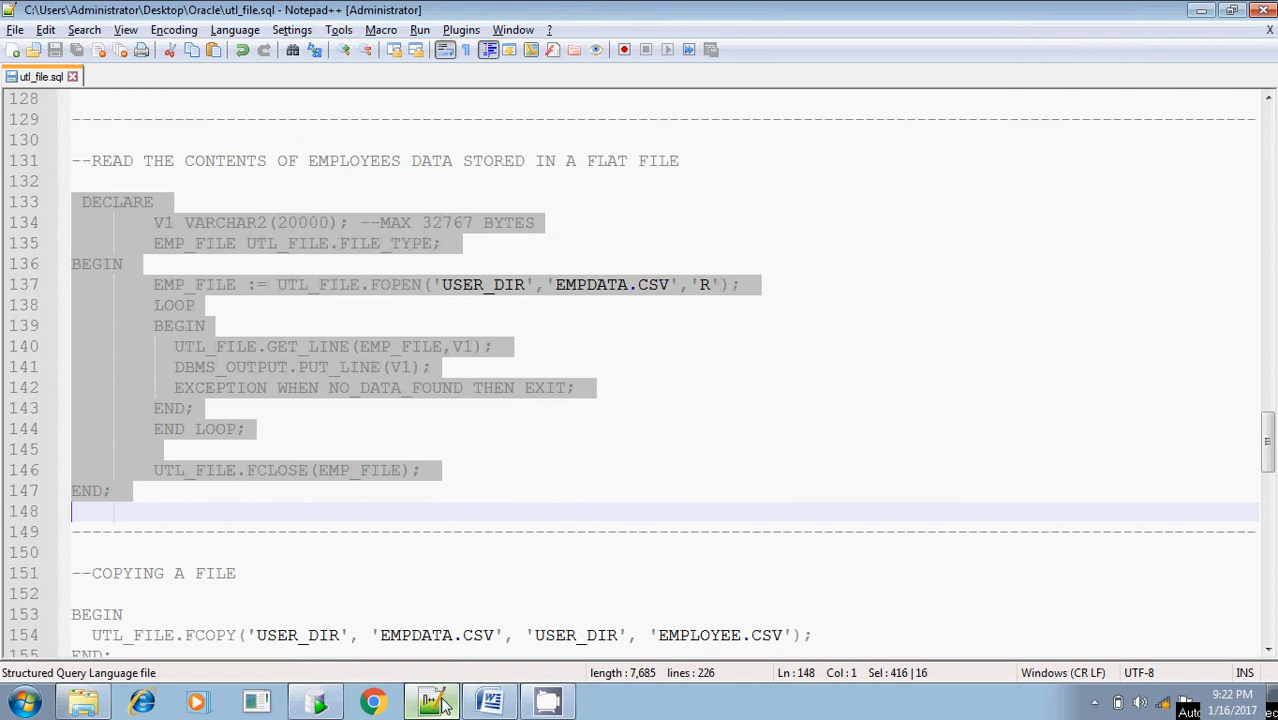 C:\Users\Administrator\Desktop\Oracle\utl_file.sql - Notepad++ [Administrator]
File Edit Search View Encoding Language Settings Tools Macro Run Plugins Window ? X
utl_file.sql
128
129 --------------------------------------------------------------------------------------------------------------------
130
131 --READ THE CONTENTS OF EMPLOYEES DATA STORED IN A FLAT FILE
132
133 DECLARE
134 V1 VARCHAR2(20000); --MAX 32767 BYTES
135 EMP_FILE UTL_FILE.FILE_TYPE;
136 BEGIN
137 EMP_FILE := UTL_FILE.FOPEN('USER_DIR','EMPDATA.CSV','R');
138 LOOP
139 BEGIN
140 UTL_FILE.GET_LINE(EMP_FILE,V1);
141 DBMS_OUTPUT.PUT_LINE(V1);
142 EXCEPTION WHEN NO_DATA_FOUND THEN EXIT;
143 END;
144 END LOOP;
145
146 UTL_FILE.FCLOSE(EMP_FILE);
147 END;
148
149 --------------------------------------------------------------------------------------------------------------------
150
151 --COPYING A FILE
152
153 BEGIN
154 UTL_FILE.FCOPY('USER_DIR', 'EMPDATA.CSV', 'USER_DIR', 'EMPLOYEE.CSV');
155 END;
Structured Query Language file length : 7,685 lines : 226 Ln : 148 Col : 1 Sel : 416 | 16 Windows (CR LF) UTF-8 INS
9:22 PM
1/16/2017